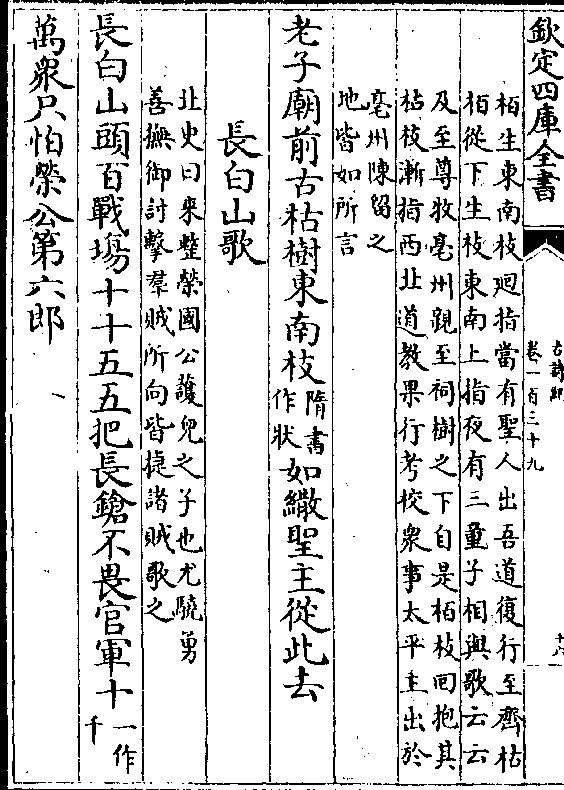 欽定四庫全書
古詩紀
卷一百三十九
十八
栢生東南枝廻指當有聖人出吾道復行至齊枯
栢從下生枝東南上指夜有三童子相與歌云云
及至尊牧亳州親至祠樹之下自是栢枝回抱其
枯枝漸指西北道教果行考校衆事太平主出於
亳州陳留之
地皆如所言
老子廟前古枯樹東南枝隋書作狀如繖聖主從此去
長白山歌
北史曰來整榮國公護兒之子也尤驍勇
善撫御討擊羣賊所向皆捷諸賊歌之
長白山頭百戰場十十五五把長鎗不畏官軍十一作千
萬衆只怕榮公第六郎